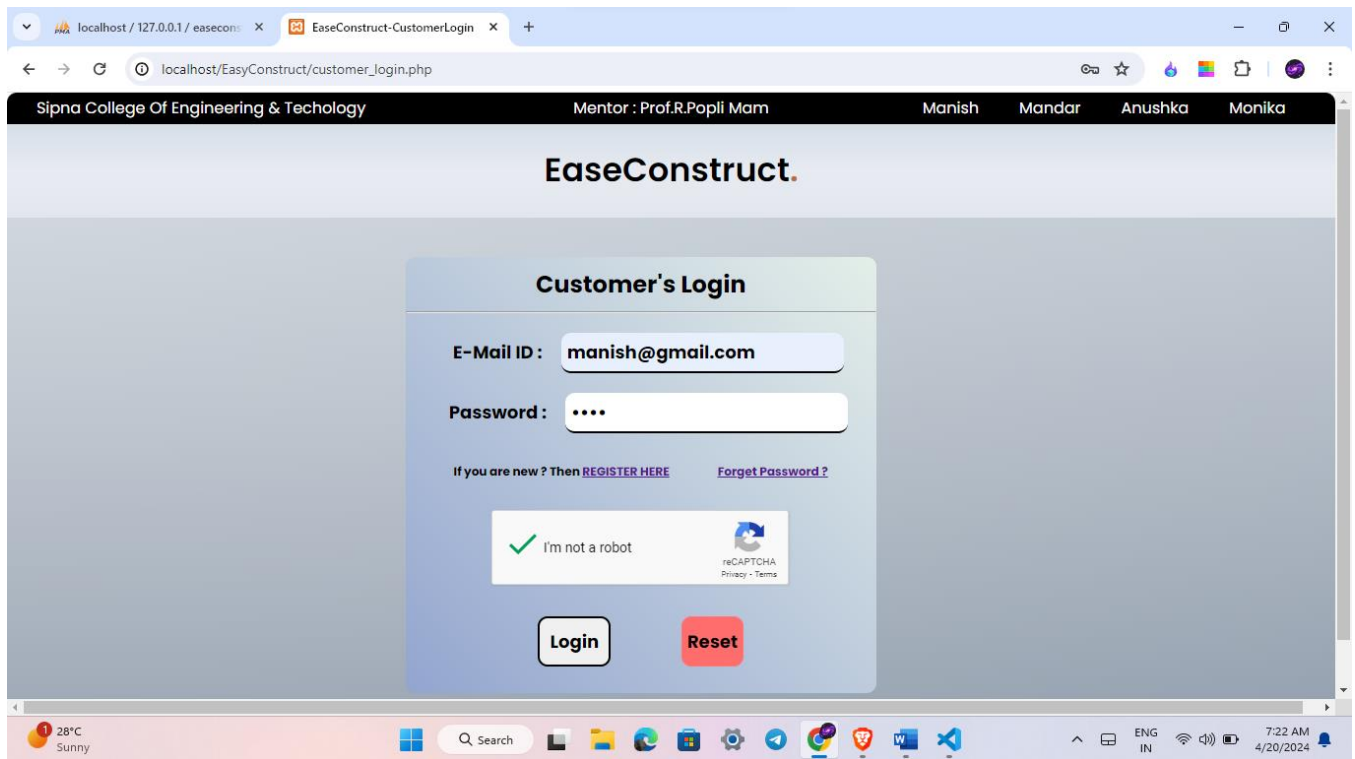 localhost / 127.0.0.1 / easecons
EaseConstruct-CustomerLogin
localhost/EasyConstruct/customer_login.php
Sipna College Of Engineering & Techology Mentor : Prof.R.Popli Mam Manish Mandar Anushka Monika
EaseConstruct.
Customer's Login
E-Mail ID : manish@gmail.com
Password : ••••
If you are new ? Then REGISTER HERE Forget Password ?
I'm not a robot
reCAPTCHA
Privacy - Terms
Login Reset
1 28°C
Sunny
Search
ENG
IN
7:22 AM
4/20/2024